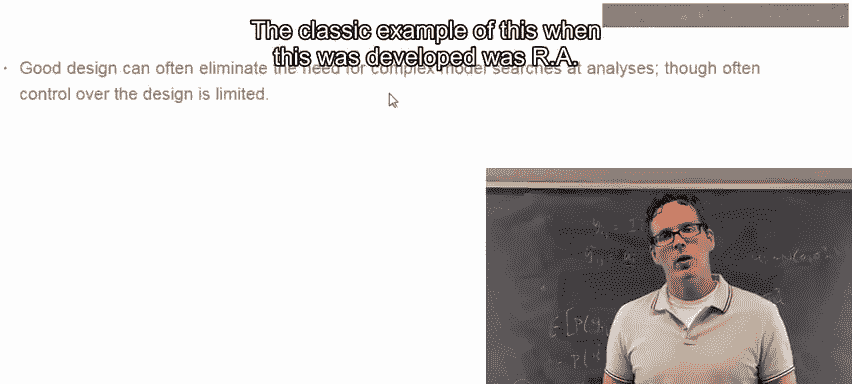 The classic example of this when
this was developed was R.A.
· Good design can often eliminate the need for complex model searches at analyses; though often
control over the design is limited.